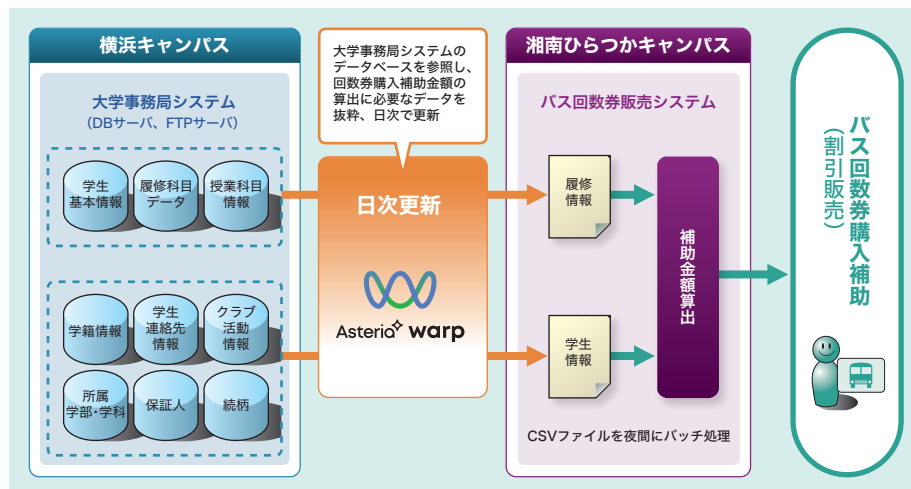 横浜キャンパス
大学事務局システム
(DBサーバ、FTPサーバ)
学生
基本情報
履修科目
データ
授業科目
情報
学籍情報
学生
連絡先
情報
クラブ
活動
情報
所属
学部・学科
保証人
続柄
大学事務局システムの
データベースを参照し、
回数券購入補助金額の
算出に必要なデータを
抜粋、日次で更新
日次更新
Asteria warp
湘南ひらつかキャンパス
バス回数券販売システム
履修
情報
学生
情報
補助金額算出
CSVファイルを夜間にバッチ処理
バス回数券購入補助
(割引販売)